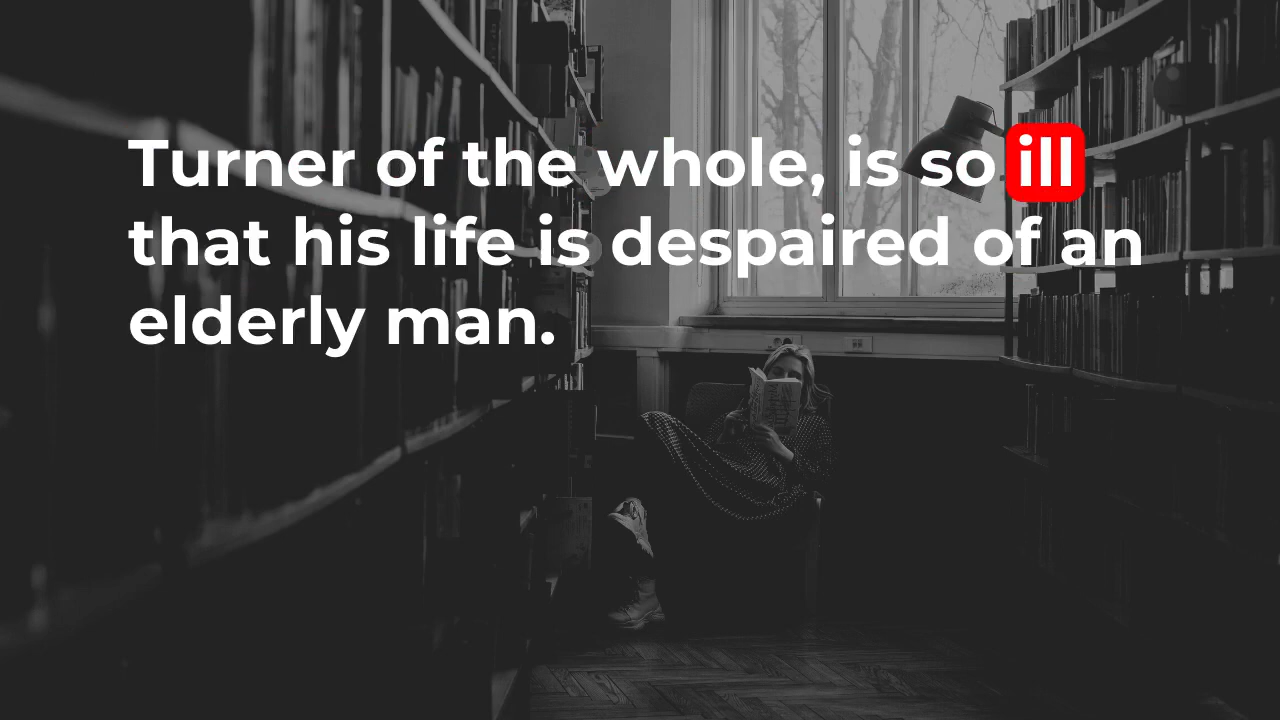 Turner of the whole, is so ill
that his life is despaired of an
elderly man.